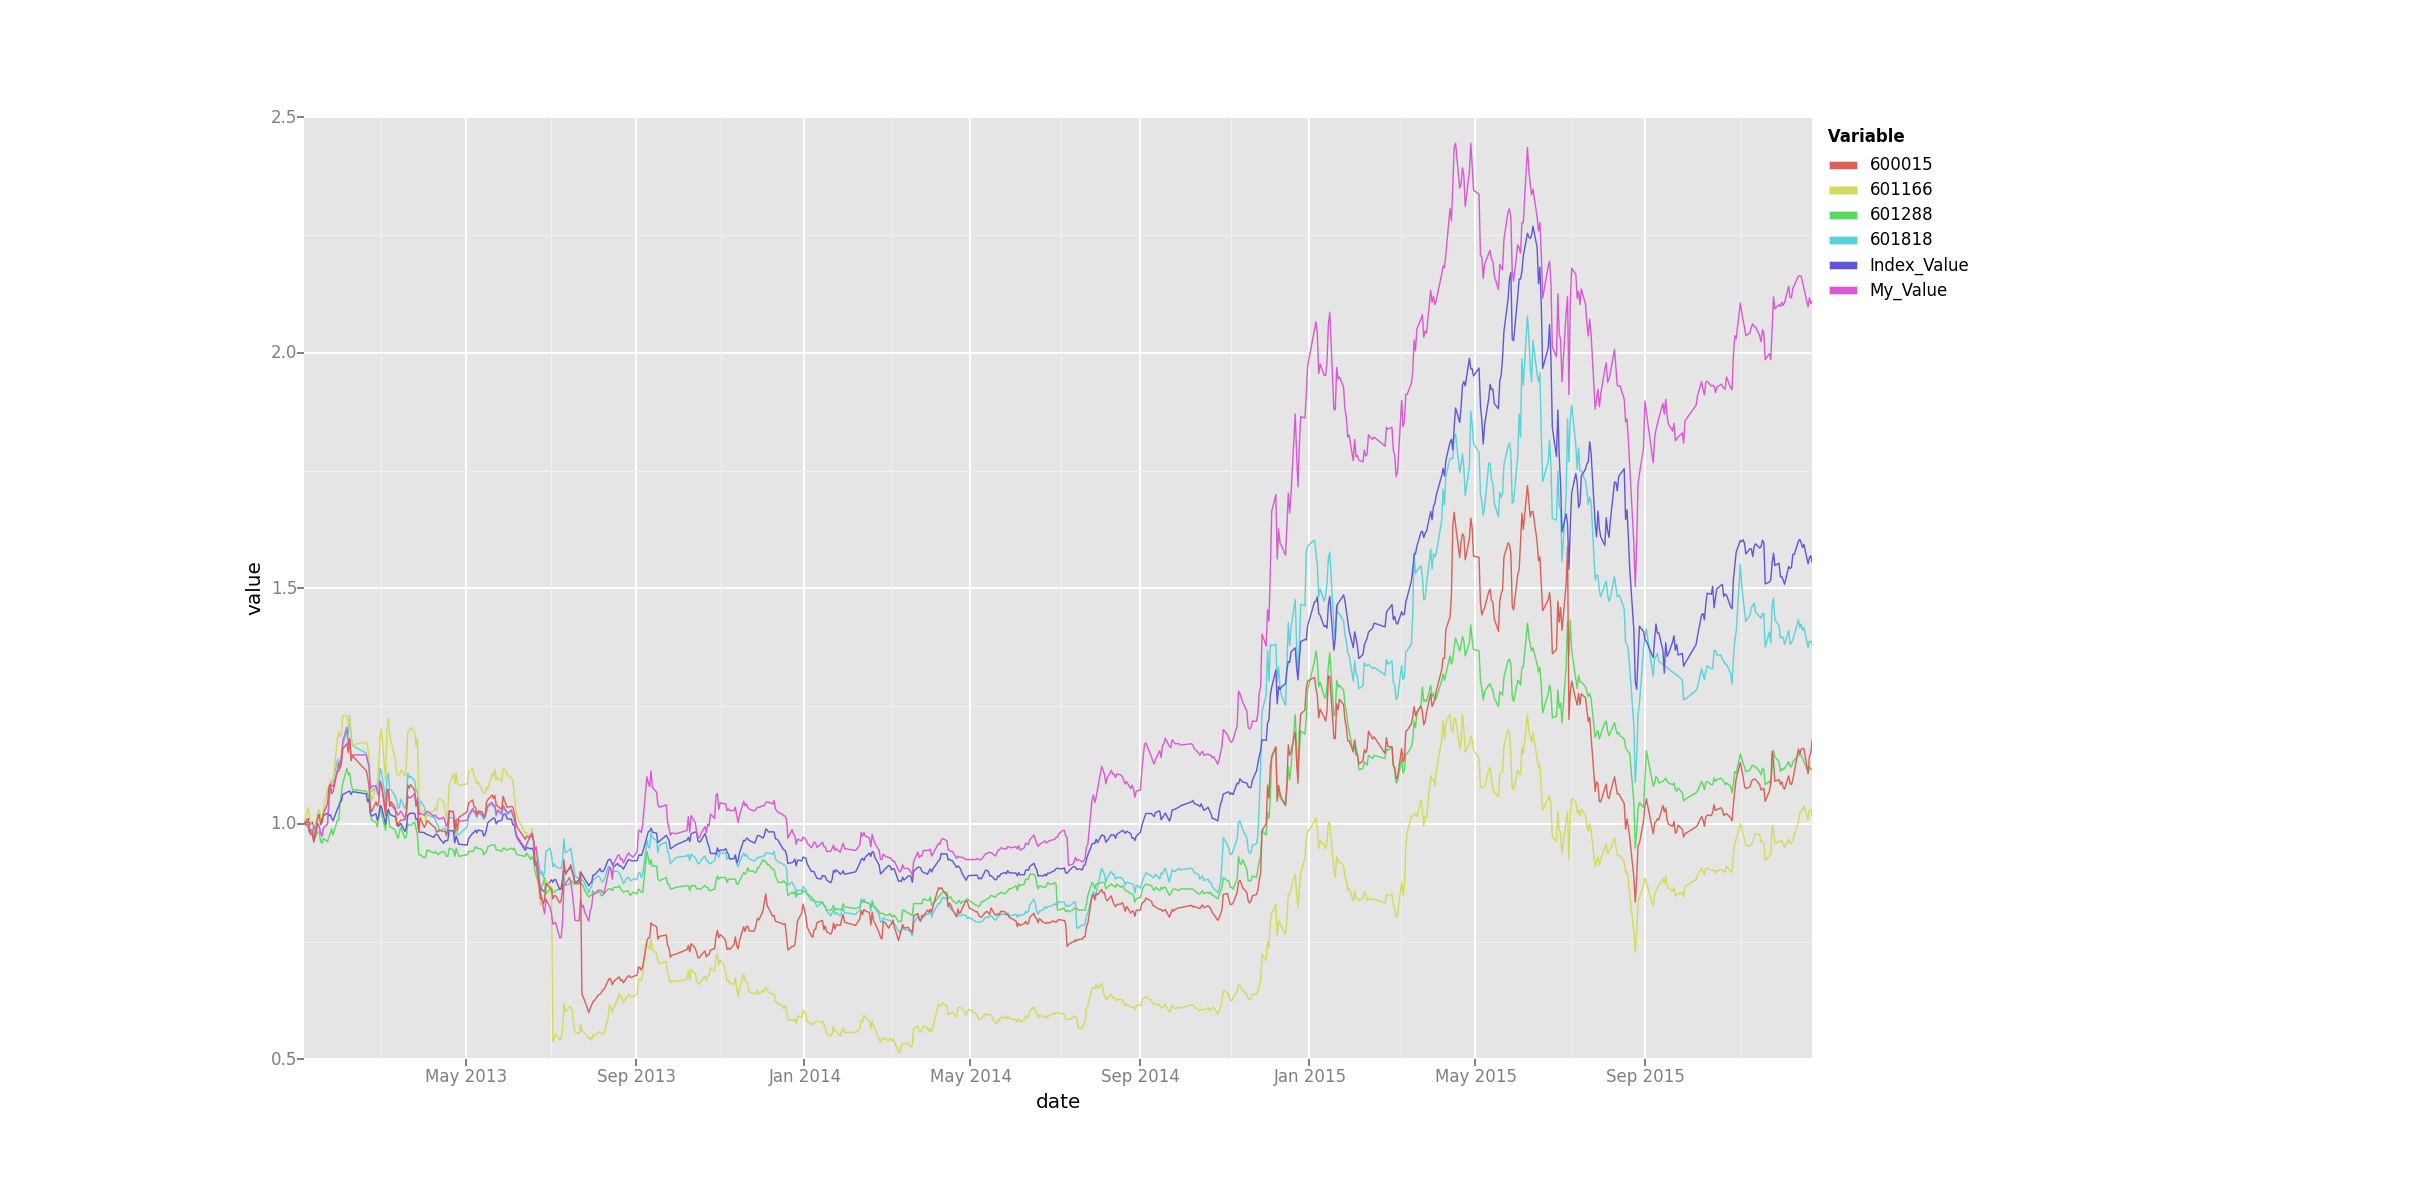 2.5
2.0
1.5
1.0
0.5
value
May 2013
Sep 2013
Jan 2014
May 2014
Sep 2014
Jan 2015
May 2015
Sep 2015
date
Variable
600015
601166
601288
601818
Index_Value
My_Value